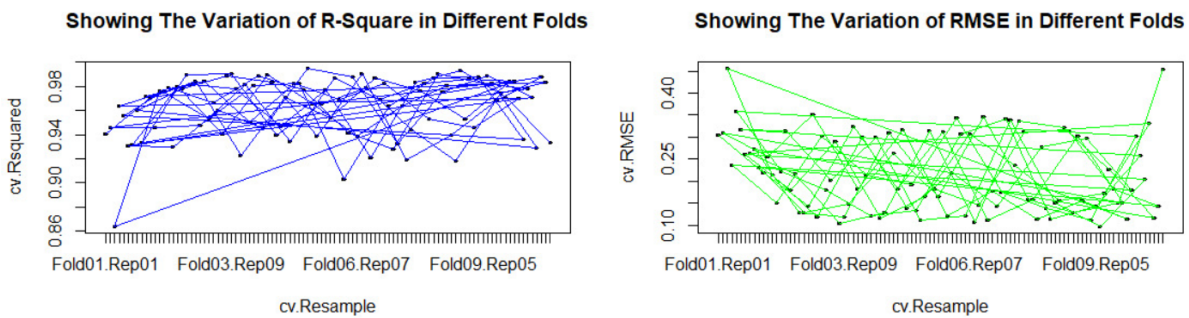 Showing The Variation of R-Square in Different Folds
cv.Rsquared
0.98
0.94
0.90
0.86
Fold01.Rep01 Fold03.Rep09 Fold06.Rep07 Fold09.Rep05
cv.Resample
Showing The Variation of RMSE in Different Folds
cv.RMSE
0.40
0.25
0.10
Fold01.Rep01 Fold03.Rep09 Fold06.Rep07 Fold09.Rep05
cv.Resample